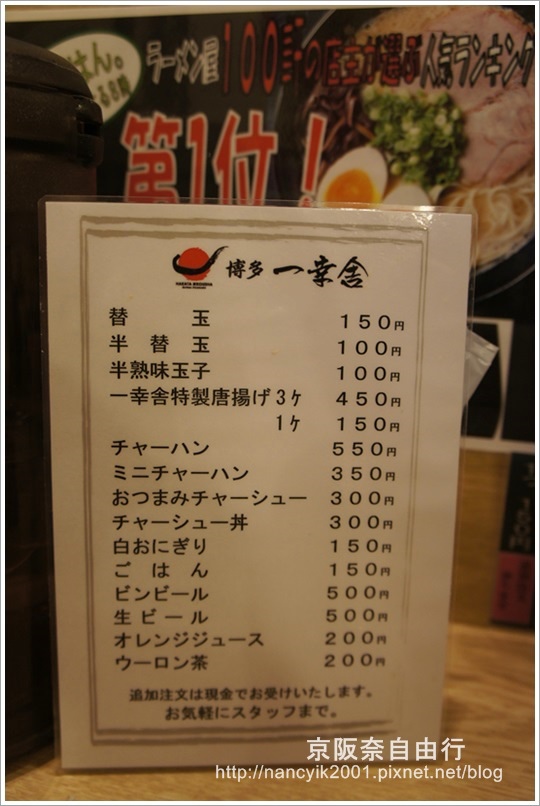 はん。
ラーメン屋100軒の店主が選ぶ人気ランキング
第1位!
博多 一幸舎
替玉 150円
半替玉 100円
半熟味玉子 100円
一幸舎特製唐揚げ 3ケ 450円
1ケ 150円
チャーハン 550円
ミニチャーハン 350円
おつまみチャーシュー 300円
チャーシュー丼 300円
白おにぎり 150円
ごはん 150円
ビンビール 500円
生ビール 500円
オレンジジュース 200円
ウーロン茶 200円
追加注文は現金でお受けいたします。
お気軽にスタッフまで。
京阪奈自由行
http://nancyik2001.pixnet.net/blog